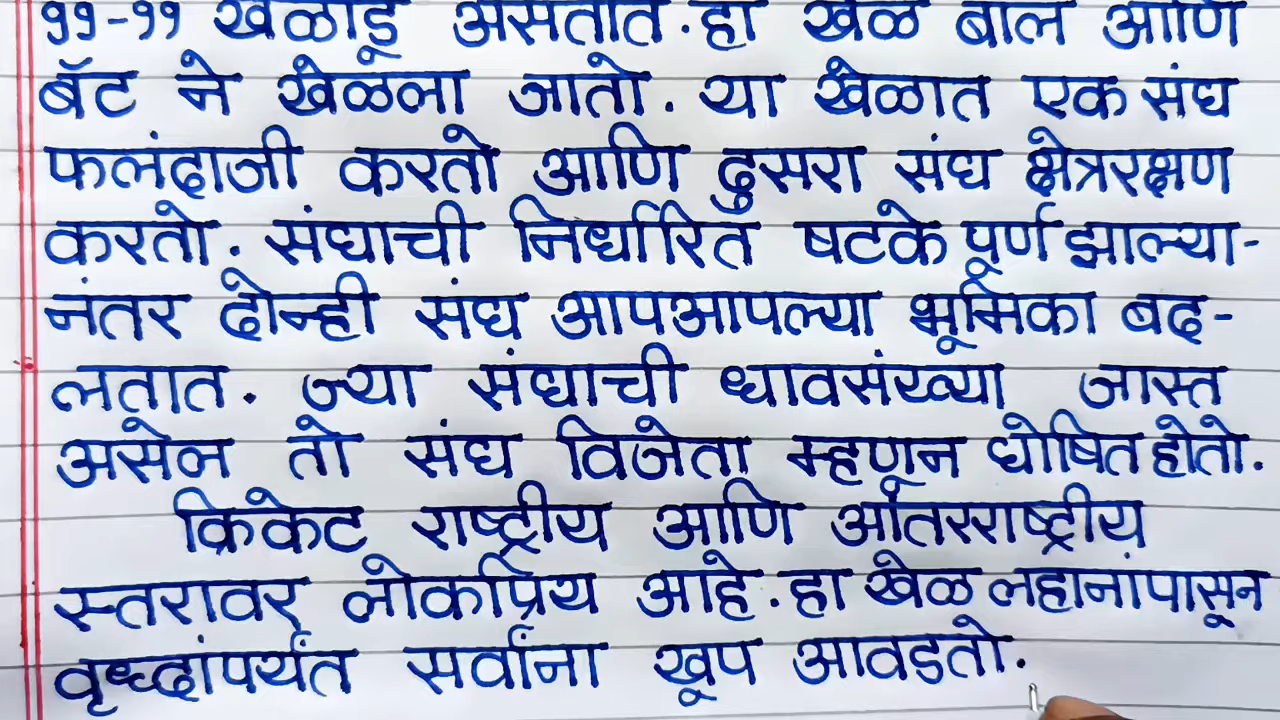 ११-११ खेळाडू असतात. हा खेळ बॉल आणि
बॅट ने खेळला जातो. या खेळात एक संघ
फलंदाजी करतो आणि दुसरा संघ क्षेत्ररक्षण
करतो. संघाची निर्धारित षटके पूर्ण झाल्या-
नंतर दोन्ही संघ आपआपल्या भूमिका बद-
लतात. ज्या संघाची धावसंख्या जास्त
असेल तो संघ विजेता म्हणून घोषित होतो.
क्रिकेट राष्ट्रीय आणि आंतरराष्ट्रीय
स्तरावर लोकप्रिय आहे. हा खेळ लहानांपासून
वृध्दांपर्यंत सर्वांना खूप आवडतो.